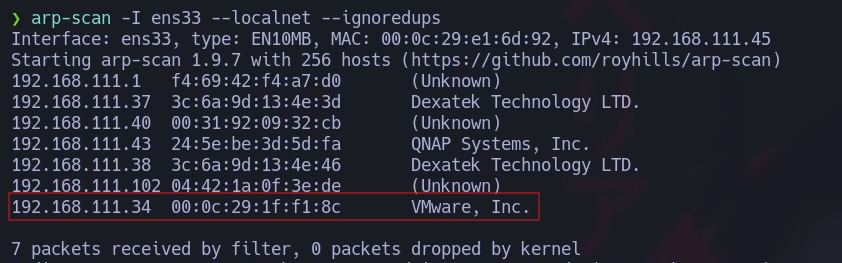 ❯ arp-scan -I ens33 --localnet --ignoredups
Interface: ens33, type: EN10MB, MAC: 00:0c:29:e1:6d:92, IPv4: 192.168.111.45
Starting arp-scan 1.9.7 with 256 hosts (https://github.com/royhills/arp-scan)
192.168.111.1 f4:69:42:f4:a7:d0 (Unknown)
192.168.111.37 3c:6a:9d:13:4e:3d Dexatek Technology LTD.
192.168.111.40 00:31:92:09:32:cb (Unknown)
192.168.111.43 24:5e:be:3d:5d:fa QNAP Systems, Inc.
192.168.111.38 3c:6a:9d:13:4e:46 Dexatek Technology LTD.
192.168.111.102 04:42:1a:0f:3e:de (Unknown)
192.168.111.34 00:0c:29:1f:f1:8c VMware, Inc.
7 packets received by filter, 0 packets dropped by kernel